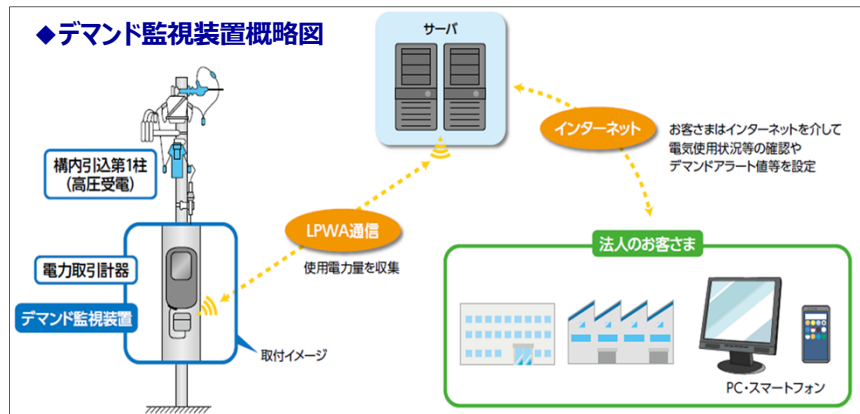 ◆デマンド監視装置概略図
サーバ
インターネット
お客さまはインターネットを介して
電気使用状況等の確認や
デマンドアラート値等を設定
構内引込第1柱
(高圧受電)
LPWA通信
使用電力量を収集
法人のお客さま
電力取引計器
デマンド監視装置
取付イメージ
PC・スマートフォン